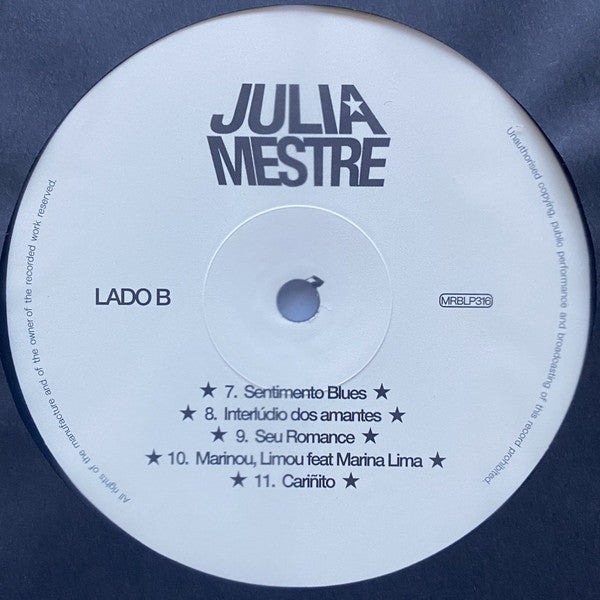 JULIA
MESTRE
LADO B
MRBLP316
★ 7. Sentimento Blues ★
★ 8. Interlúdio dos amantes ★
★ 9. Seu Romance ★
★ 10. Marinou, Limou feat Marina Lima ★
★ 11. Cariñito ★
All rights of the manufacture and of the owner of the recorded work reserved.
Unauthorised copying, public performance and broadcasting of this record prohibited.